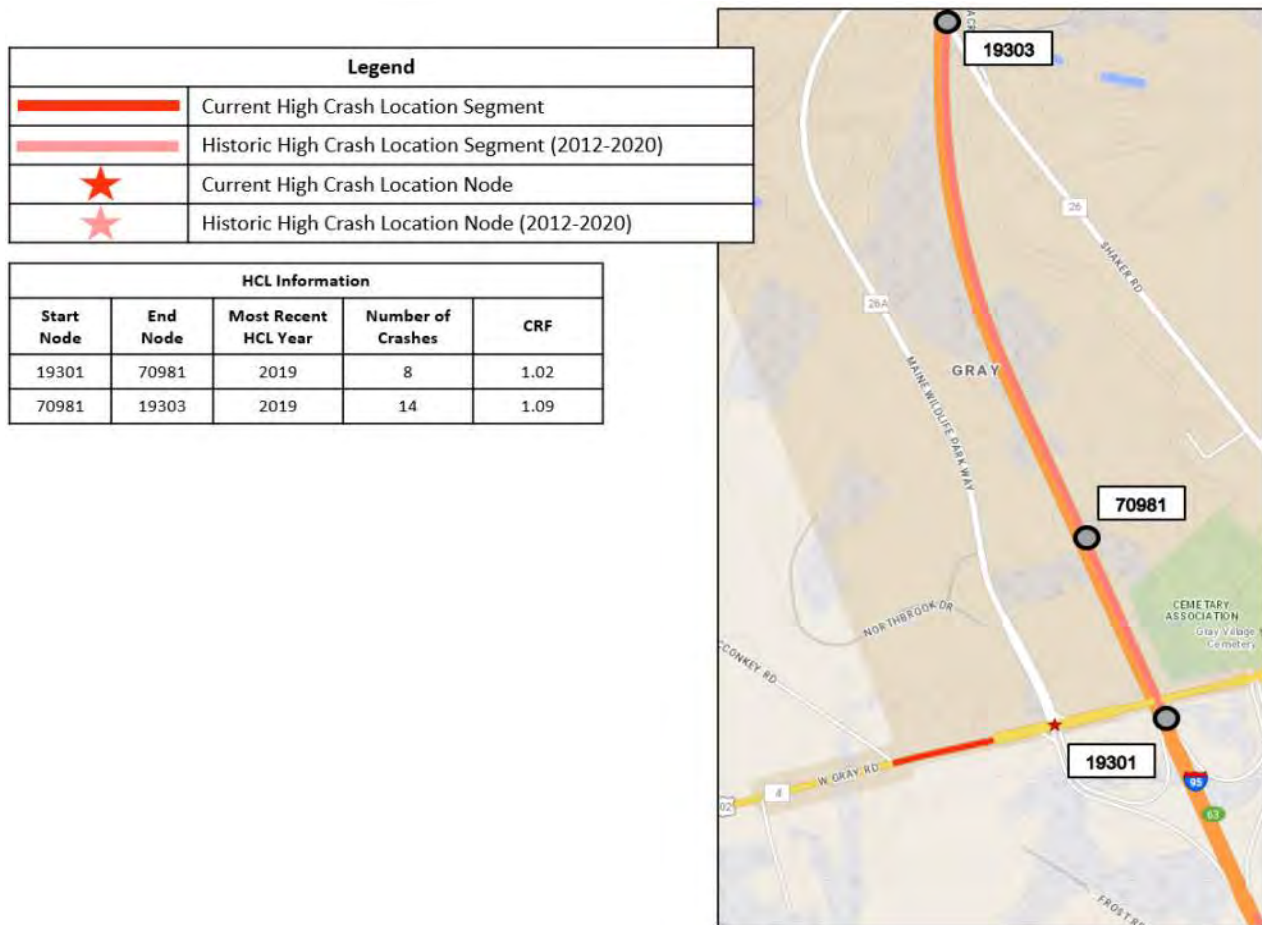 Legend
Current High Crash Location Segment
Historic High Crash Location Segment (2012-2020)
Current High Crash Location Node
Historic High Crash Location Node (2012-2020)
HCL Information
Start Node | End Node | Most Recent HCL Year | Number of Crashes | CRF
19301 | 70981 | 2019 | 8 | 1.02
70981 | 19303 | 2019 | 14 | 1.09
19303
26
SHAKER RD
26A
MAINE WILDLIFE PARK WAY
GRAY
70981
CEMETARY
ASSOCIATION
Gray Village
Cemetery
NORTHBROOK DR
CCONKEY RD
19301
W GRAY RD
4
02
95
63
FROST